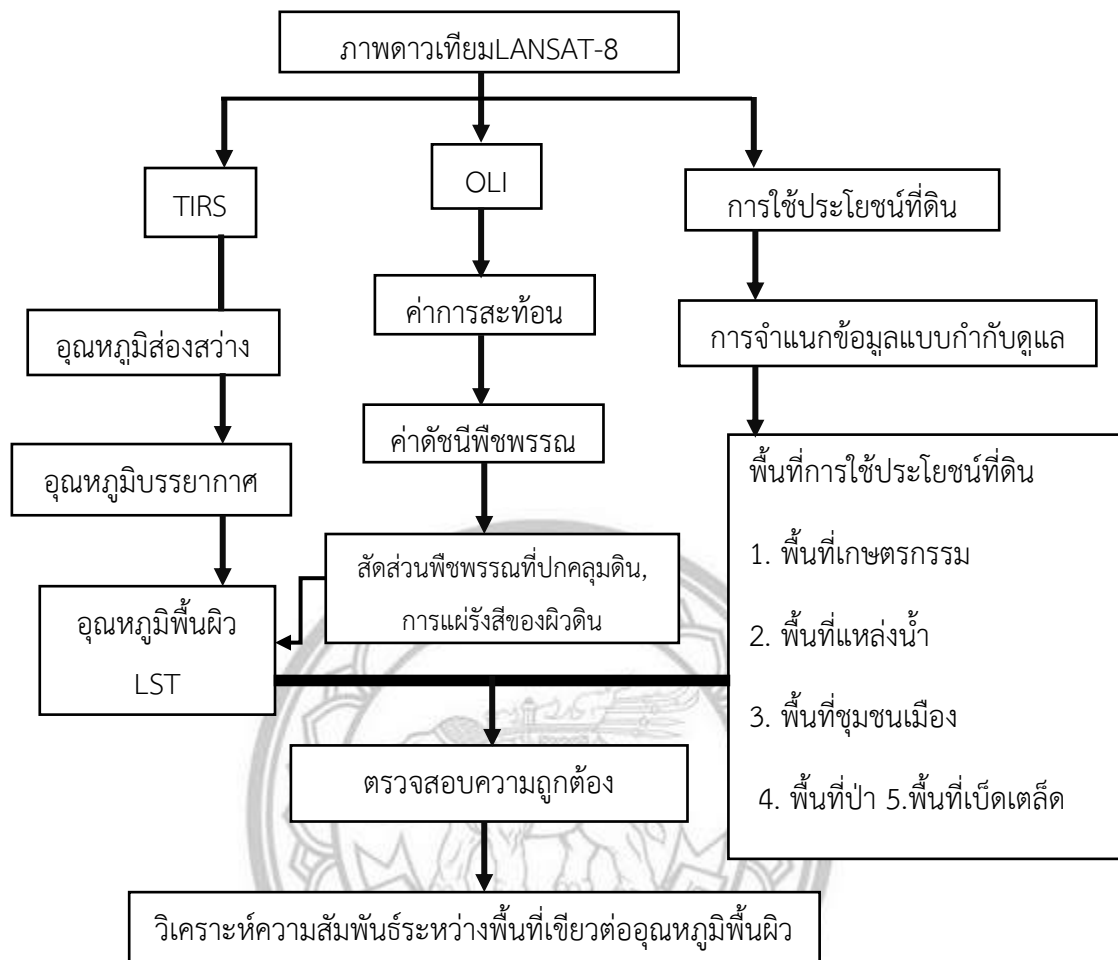 ภาพดาวเทียมLANSAT-8
TIRS
OLI
การใช้ประโยชน์ที่ดิน
อุณหภูมิส่องสว่าง
ค่าการสะท้อน
การจำแนกข้อมูลแบบกำกับดูแล
อุณหภูมิบรรยากาศ
ค่าดัชนีพืชพรรณ
สัดส่วนพืชพรรณที่ปกคลุมดิน,
การแผ่รังสีของผิวดิน
อุณหภูมิพื้นผิว
LST
พื้นที่การใช้ประโยชน์ที่ดิน
1. พื้นที่เกษตรกรรม
2. พื้นที่แหล่งน้ำ
3. พื้นที่ชุมชนเมือง
4. พื้นที่ป่า 5.พื้นที่เบ็ดเตล็ด
ตรวจสอบความถูกต้อง
วิเคราะห์ความสัมพันธ์ระหว่างพื้นที่เขียวต่ออุณหภูมิพื้นผิว